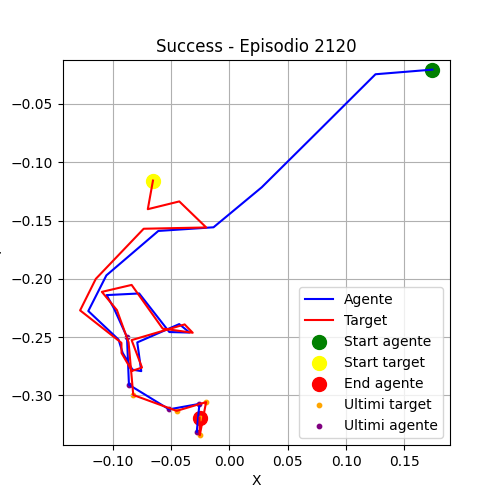 Success - Episodio 2120
−0.05
−0.10
−0.15
−0.20
−0.25
−0.30
−0.10
−0.05
0.00
0.05
0.10
0.15
X
Agente
Target
Start agente
Start target
End agente
Ultimi target
Ultimi agente